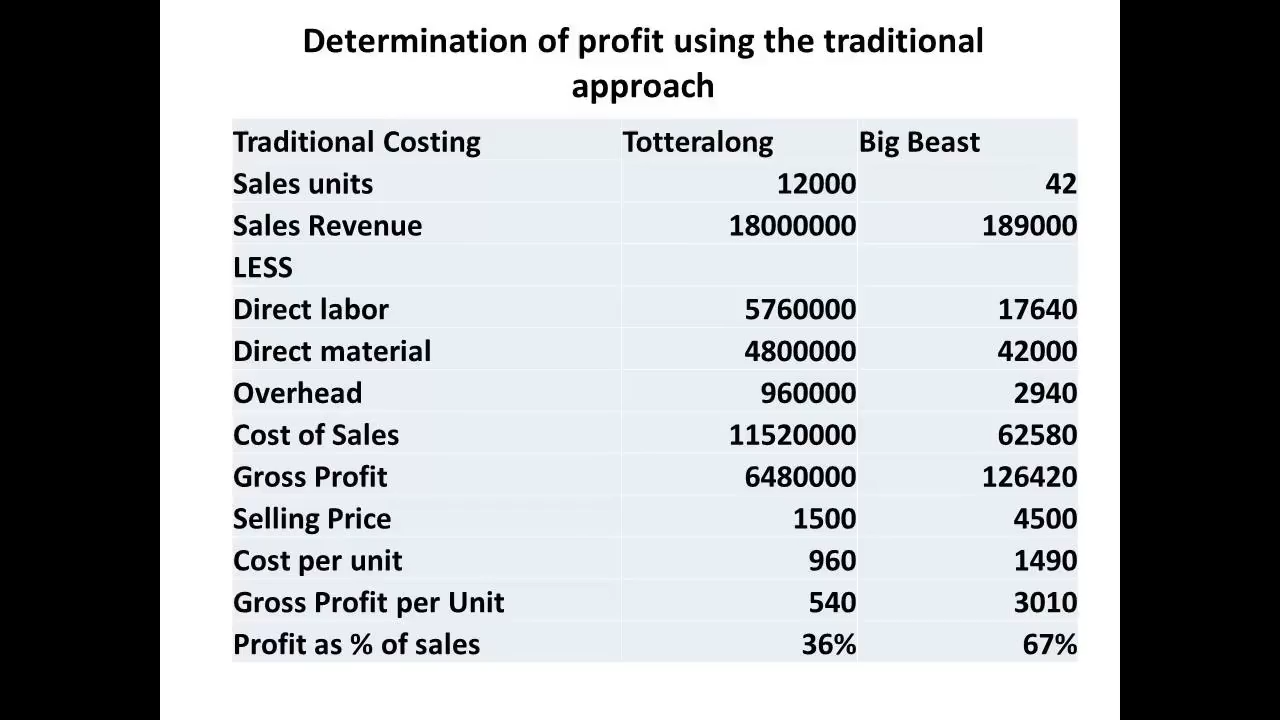 Determination of profit using the traditional
approach
Traditional Costing Totteralong Big Beast
Sales units 12000 42
Sales Revenue 18000000 189000
LESS
Direct labor 5760000 17640
Direct material 4800000 42000
Overhead 960000 2940
Cost of Sales 11520000 62580
Gross Profit 6480000 126420
Selling Price 1500 4500
Cost per unit 960 1490
Gross Profit per Unit 540 3010
Profit as % of sales 36% 67%